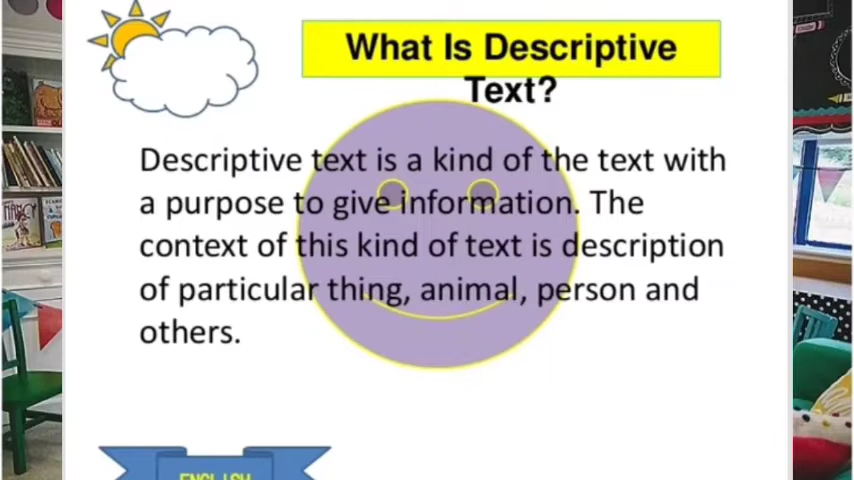 What Is Descriptive
Text?
Descriptive text is a kind of the text with
a purpose to give information. The
context of this kind of text is description
of particular thing, animal, person and
others.
ENGLISH